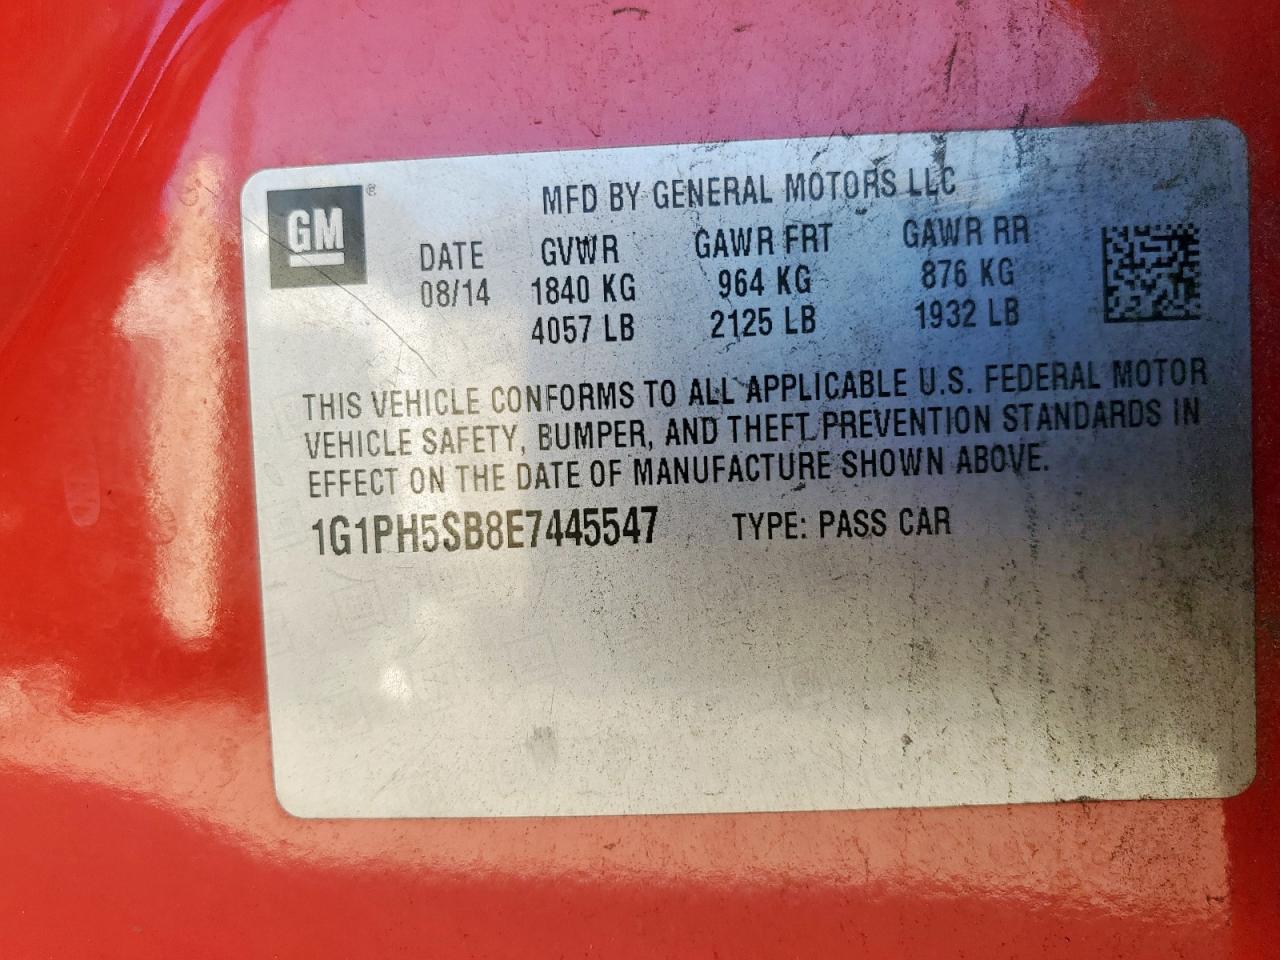 GM ®
MFD BY GENERAL MOTORS LLC
DATE GVWR GAWR FRT GAWR RR
08/14 1840 KG 964 KG 876 KG
4057 LB 2125 LB 1932 LB
THIS VEHICLE CONFORMS TO ALL APPLICABLE U.S. FEDERAL MOTOR
VEHICLE SAFETY, BUMPER, AND THEFT PREVENTION STANDARDS IN
EFFECT ON THE DATE OF MANUFACTURE SHOWN ABOVE.
1G1PH5SB8E7445547 TYPE: PASS CAR